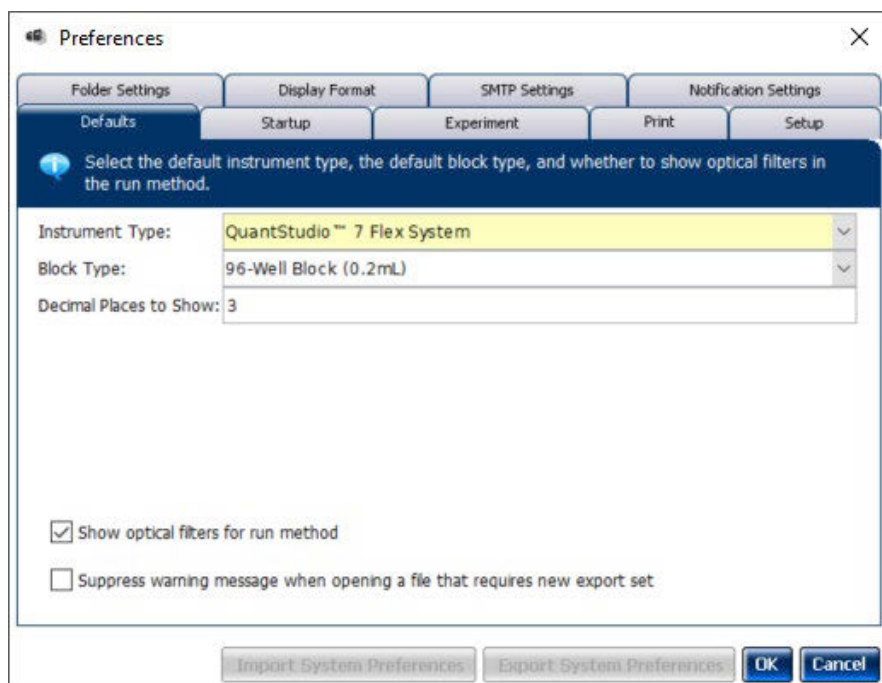 Preferences
Folder Settings
Display Format
SMTP Settings
Notification Settings
Defaults
Startup
Experiment
Print
Setup
Select the default instrument type, the default block type, and whether to show optical filters in
the run method.
Instrument Type:
QuantStudio™ 7 Flex System
Block Type:
96-Well Block (0.2mL)
Decimal Places to Show:
3
Show optical filters for run method
Suppress warning message when opening a file that requires new export set
Import System Preferences
Export System Preferences
OK
Cancel